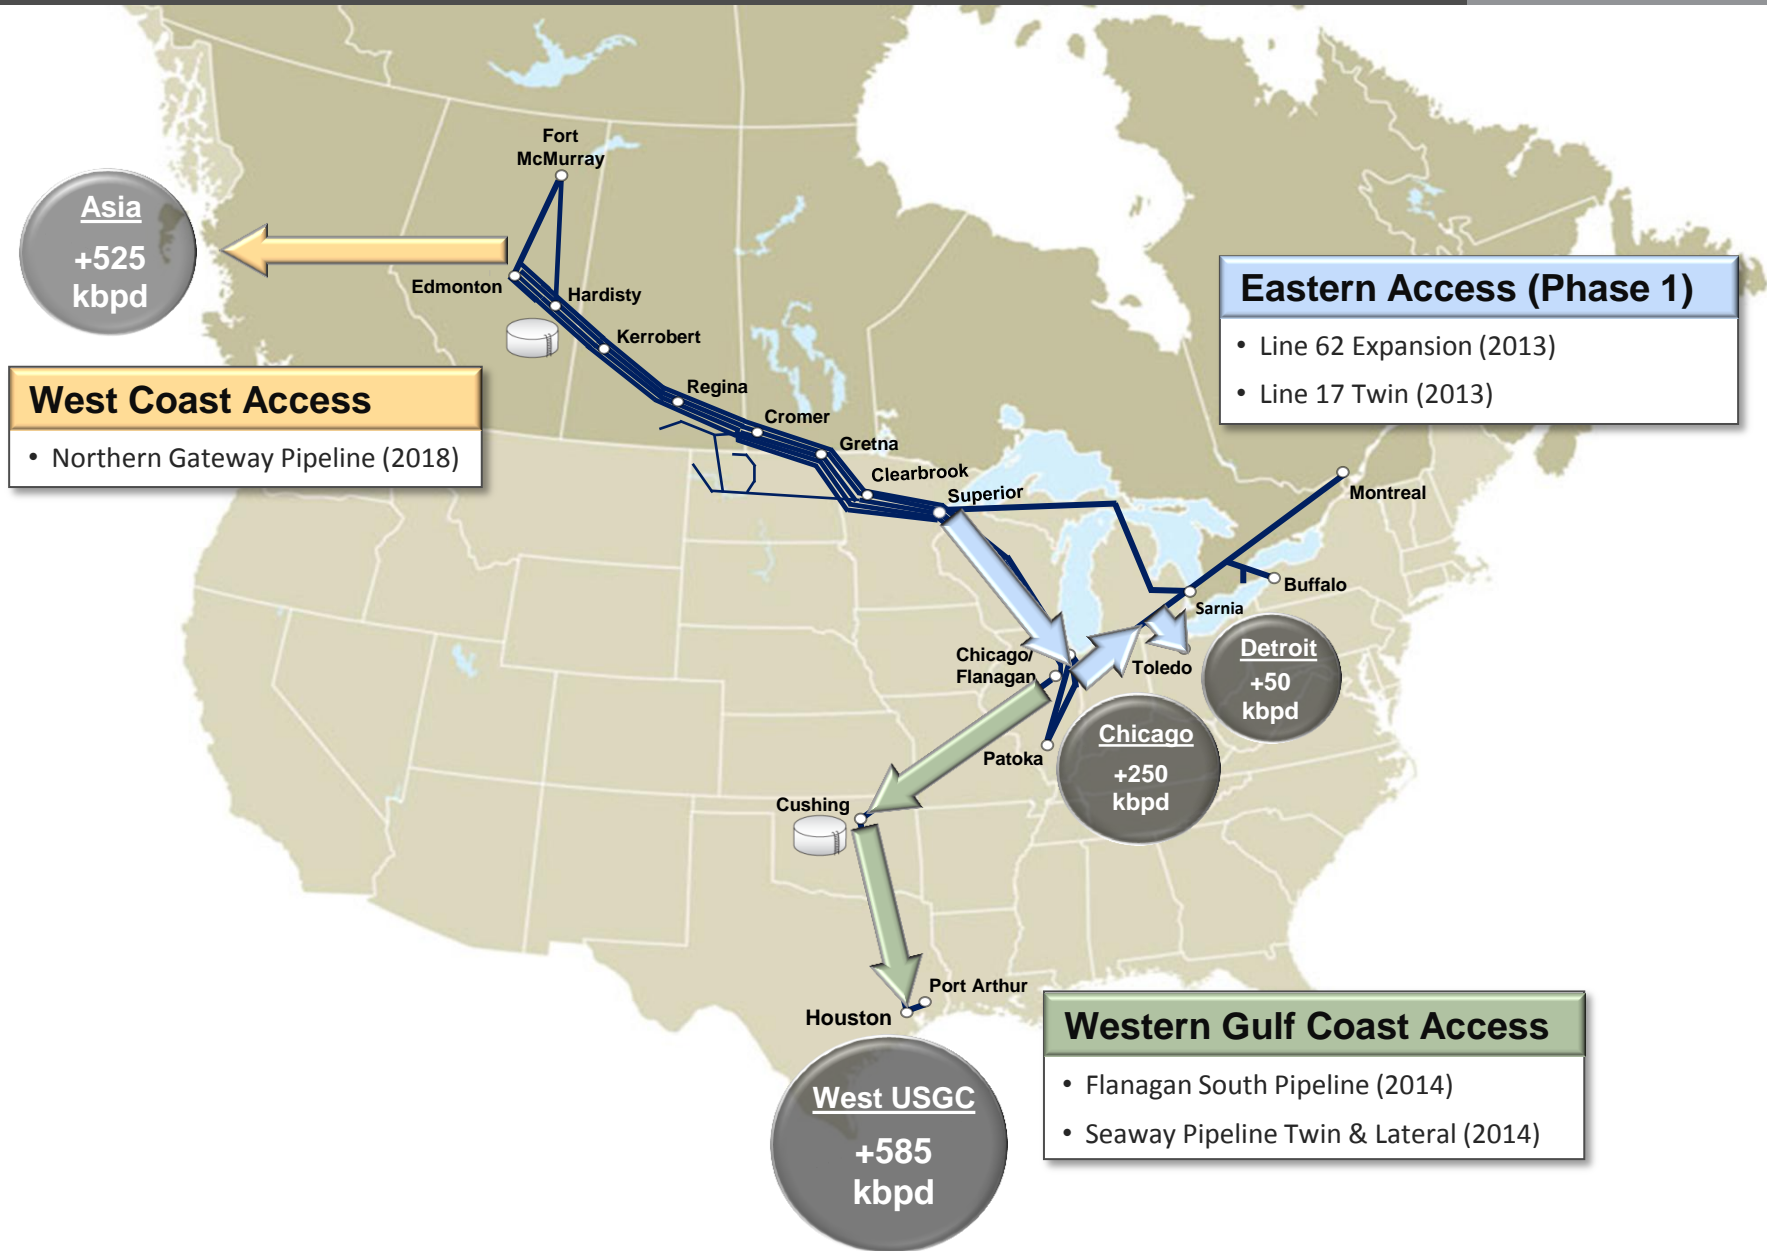 Fort
McMurray
Asia
+525
kbpd
Edmonton
Hardisty
Kerrobert
Regina
Cromer
Gretna
Clearbrook
Superior
West Coast Access
• Northern Gateway Pipeline (2018)
Eastern Access (Phase 1)
• Line 62 Expansion (2013)
• Line 17 Twin (2013)
Montreal
Buffalo
Sarnia
Toledo
Chicago/
Flanagan
Patoka
Detroit
+50
kbpd
Chicago
+250
kbpd
Cushing
Port Arthur
Houston
West USGC
+585
kbpd
Western Gulf Coast Access
• Flanagan South Pipeline (2014)
• Seaway Pipeline Twin & Lateral (2014)